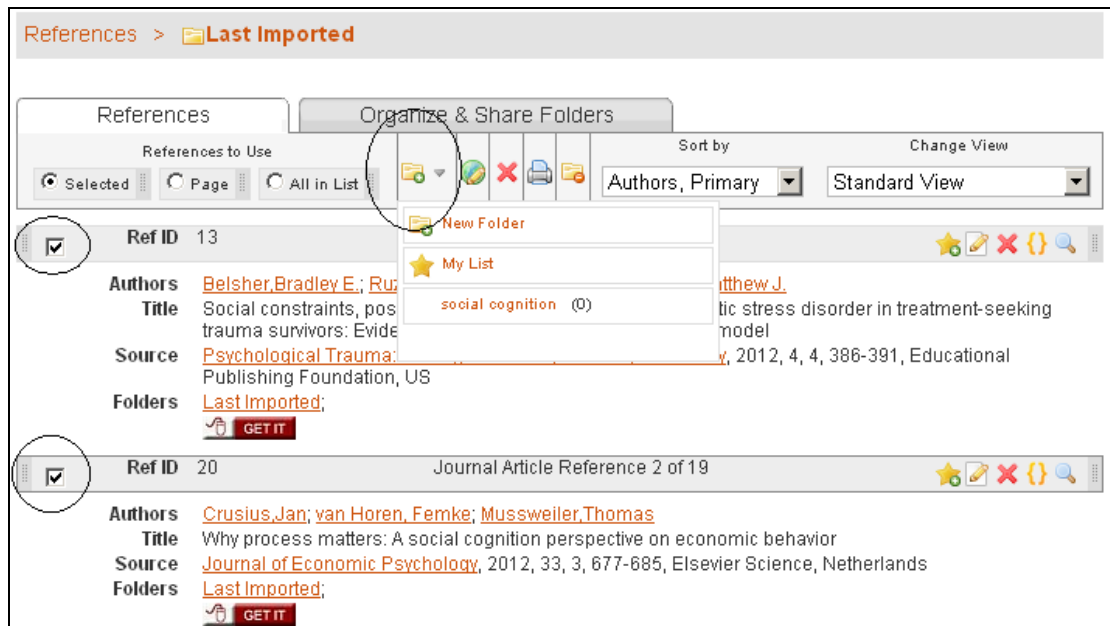 References > Last Imported
References
Organize & Share Folders
References to Use
Selected
Page
All in List
Sort by
Authors, Primary
Change View
Standard View
New Folder
My List
social cognition (0)
Ref ID 13
Authors Belsher,Bradley E.; tthew J.
Title Social constraints, tic stress disorder in treatment-seeking
trauma survivors: model
Source Psychological Trauma: , 2012, 4, 4, 386-391, Educational
Publishing Foundation, US
Folders Last Imported;
GET IT
Ref ID 20 Journal Article Reference 2 of 19
Authors Crusius,Jan; van Horen, Femke; Mussweiler,Thomas
Title Why process matters: A social cognition perspective on economic behavior
Source Journal of Economic Psychology, 2012, 33, 3, 677-685, Elsevier Science, Netherlands
Folders Last Imported;
GET IT